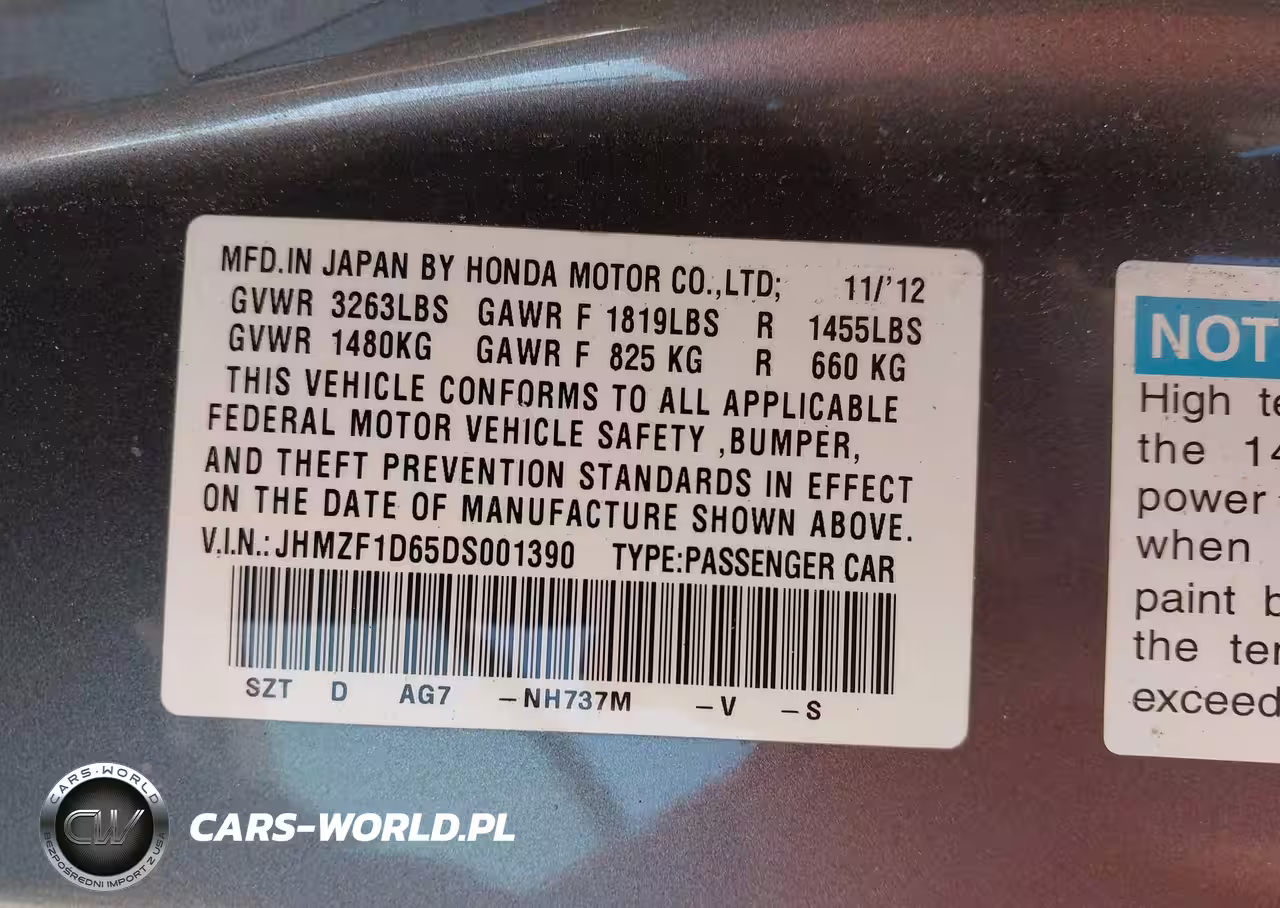 MFD.IN JAPAN BY HONDA MOTOR CO.,LTD; 11/'12
GVWR 3263LBS GAWR F 1819LBS R 1455LBS
GVWR 1480KG GAWR F 825 KG R 660 KG
THIS VEHICLE CONFORMS TO ALL APPLICABLE
FEDERAL MOTOR VEHICLE SAFETY ,BUMPER,
AND THEFT PREVENTION STANDARDS IN EFFECT
ON THE DATE OF MANUFACTURE SHOWN ABOVE.
V.I.N.: JHMZF1D65DS001390 TYPE:PASSENGER CAR
SZT D AG7 –NH737M –V –S
NOT
High te
the 14
power
when
paint b
the ter
exceed
CARS-WORLD
CW
BEZPOŚREDNI IMPORT Z USA
CARS-WORLD.PL